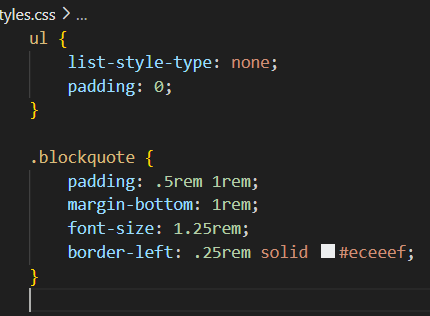 tyles.css > ...
ul {
    list-style-type: none;
    padding: 0;
}

.blockquote {
    padding: .5rem 1rem;
    margin-bottom: 1rem;
    font-size: 1.25rem;
    border-left: .25rem solid #eceeef;
}